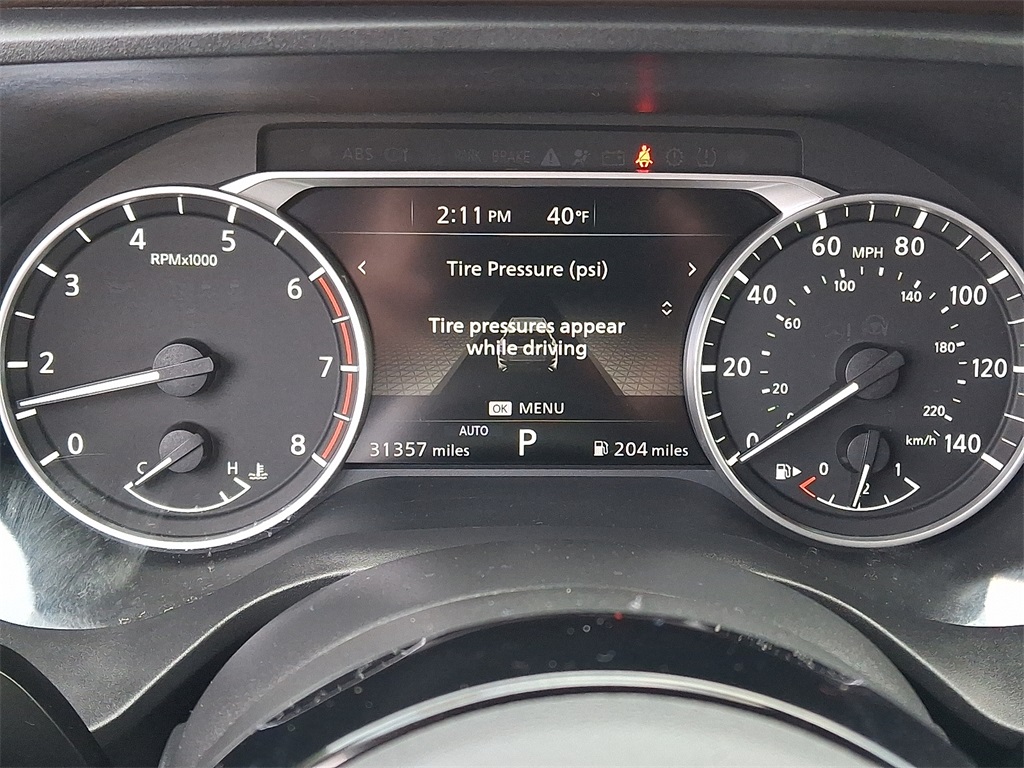 ABS
PARK BRAKE
2:11 PM 40°F
Tire Pressure (psi)
Tire pressures appear
while driving
OK MENU
AUTO
31357 miles P 204 miles
0
2
3
4
5
6
7
8
RPMx1000
C H
0
20
40
60
80
100
120
140
MPH
0
20
60
100
140
180
220
km/h
0 1
2